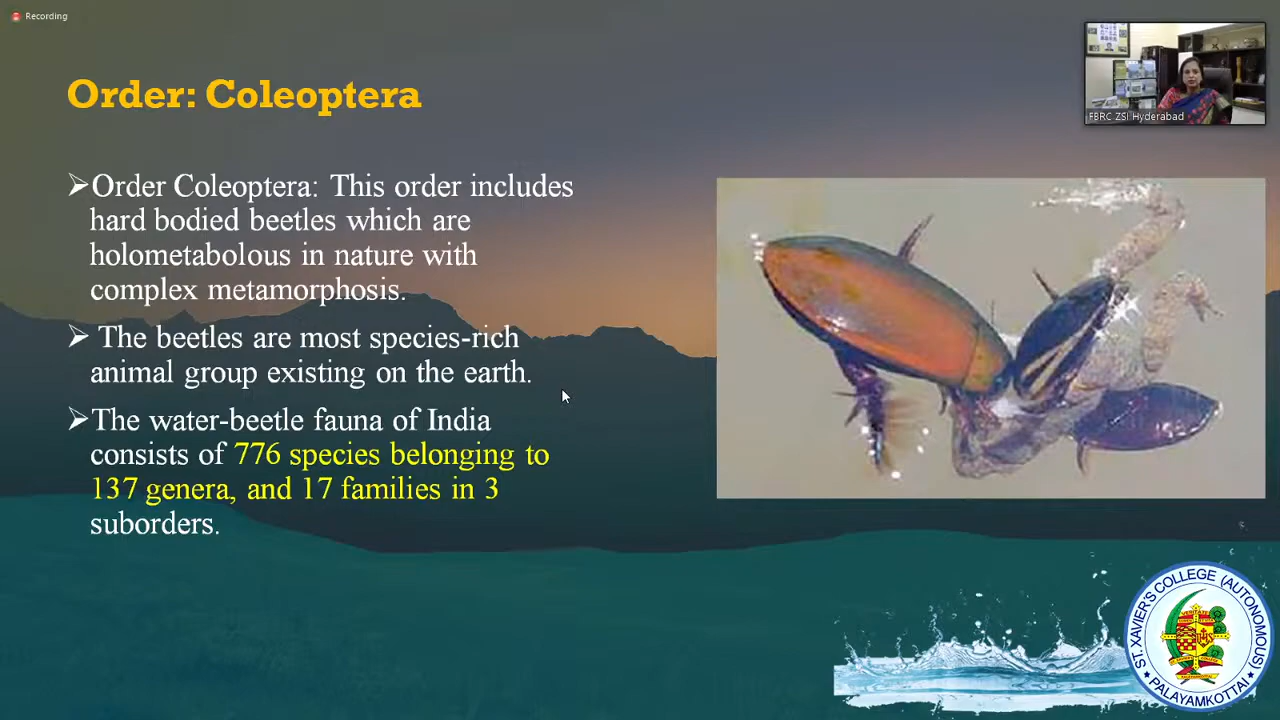 Recording
FBRC ZSI Hyderabad
Order: Coleoptera
➢Order Coleoptera: This order includes
hard bodied beetles which are
holometabolous in nature with
complex metamorphosis.
➢ The beetles are most species-rich
animal group existing on the earth.
➢The water-beetle fauna of India
consists of 776 species belonging to
137 genera, and 17 families in 3
suborders.
ST. XAVIER'S COLLEGE (AUTONOMOUS)
★ PALAYAMKOTTAI ★